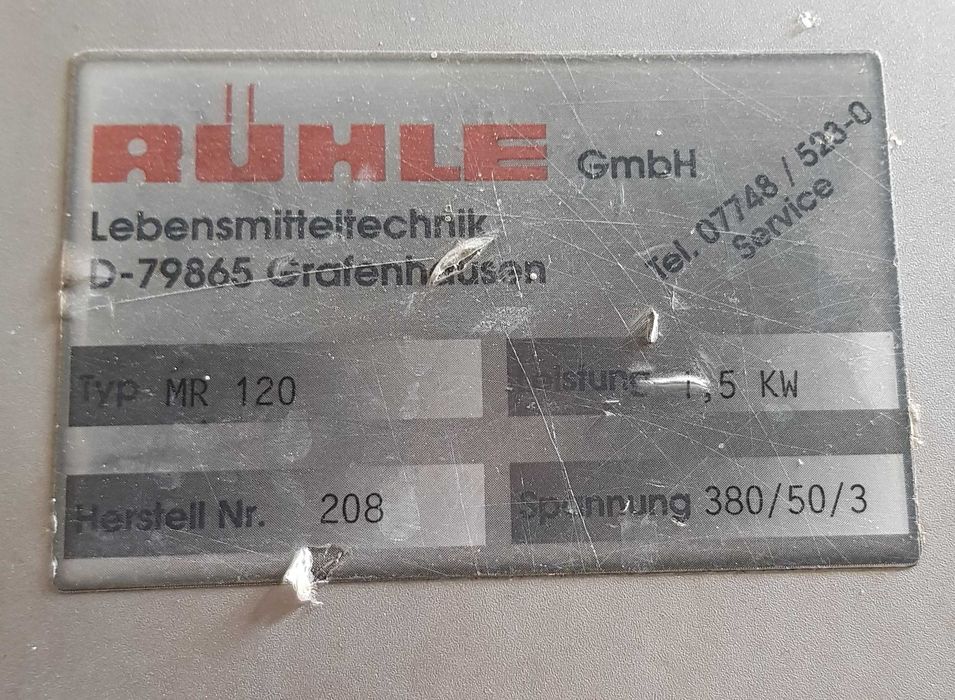 RÜHLE GmbH
Lebensmitteltechnik
D-79865 Grafenhausen
Tel. 07748 / 523-0
Service
Typ MR 120
Leistung 1,5 KW
Herstell Nr. 208
Spannung 380/50/3